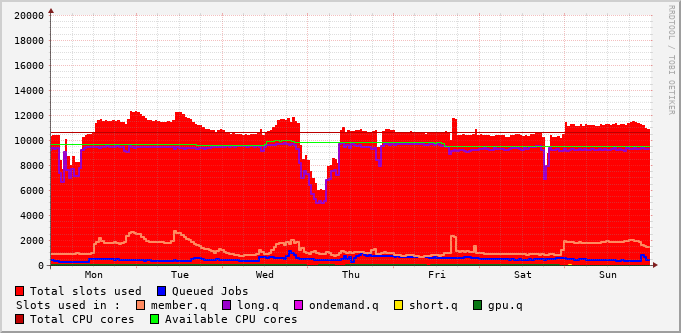 20000
18000
16000
14000
12000
10000
8000
6000
4000
2000
0
Mon Tue Wed Thu Fri Sat Sun
RRDTOOL / TOBI OETIKER
Total slots used Queued Jobs
Slots used in : member.q long.q ondemand.q short.q gpu.q
Total CPU cores Available CPU cores